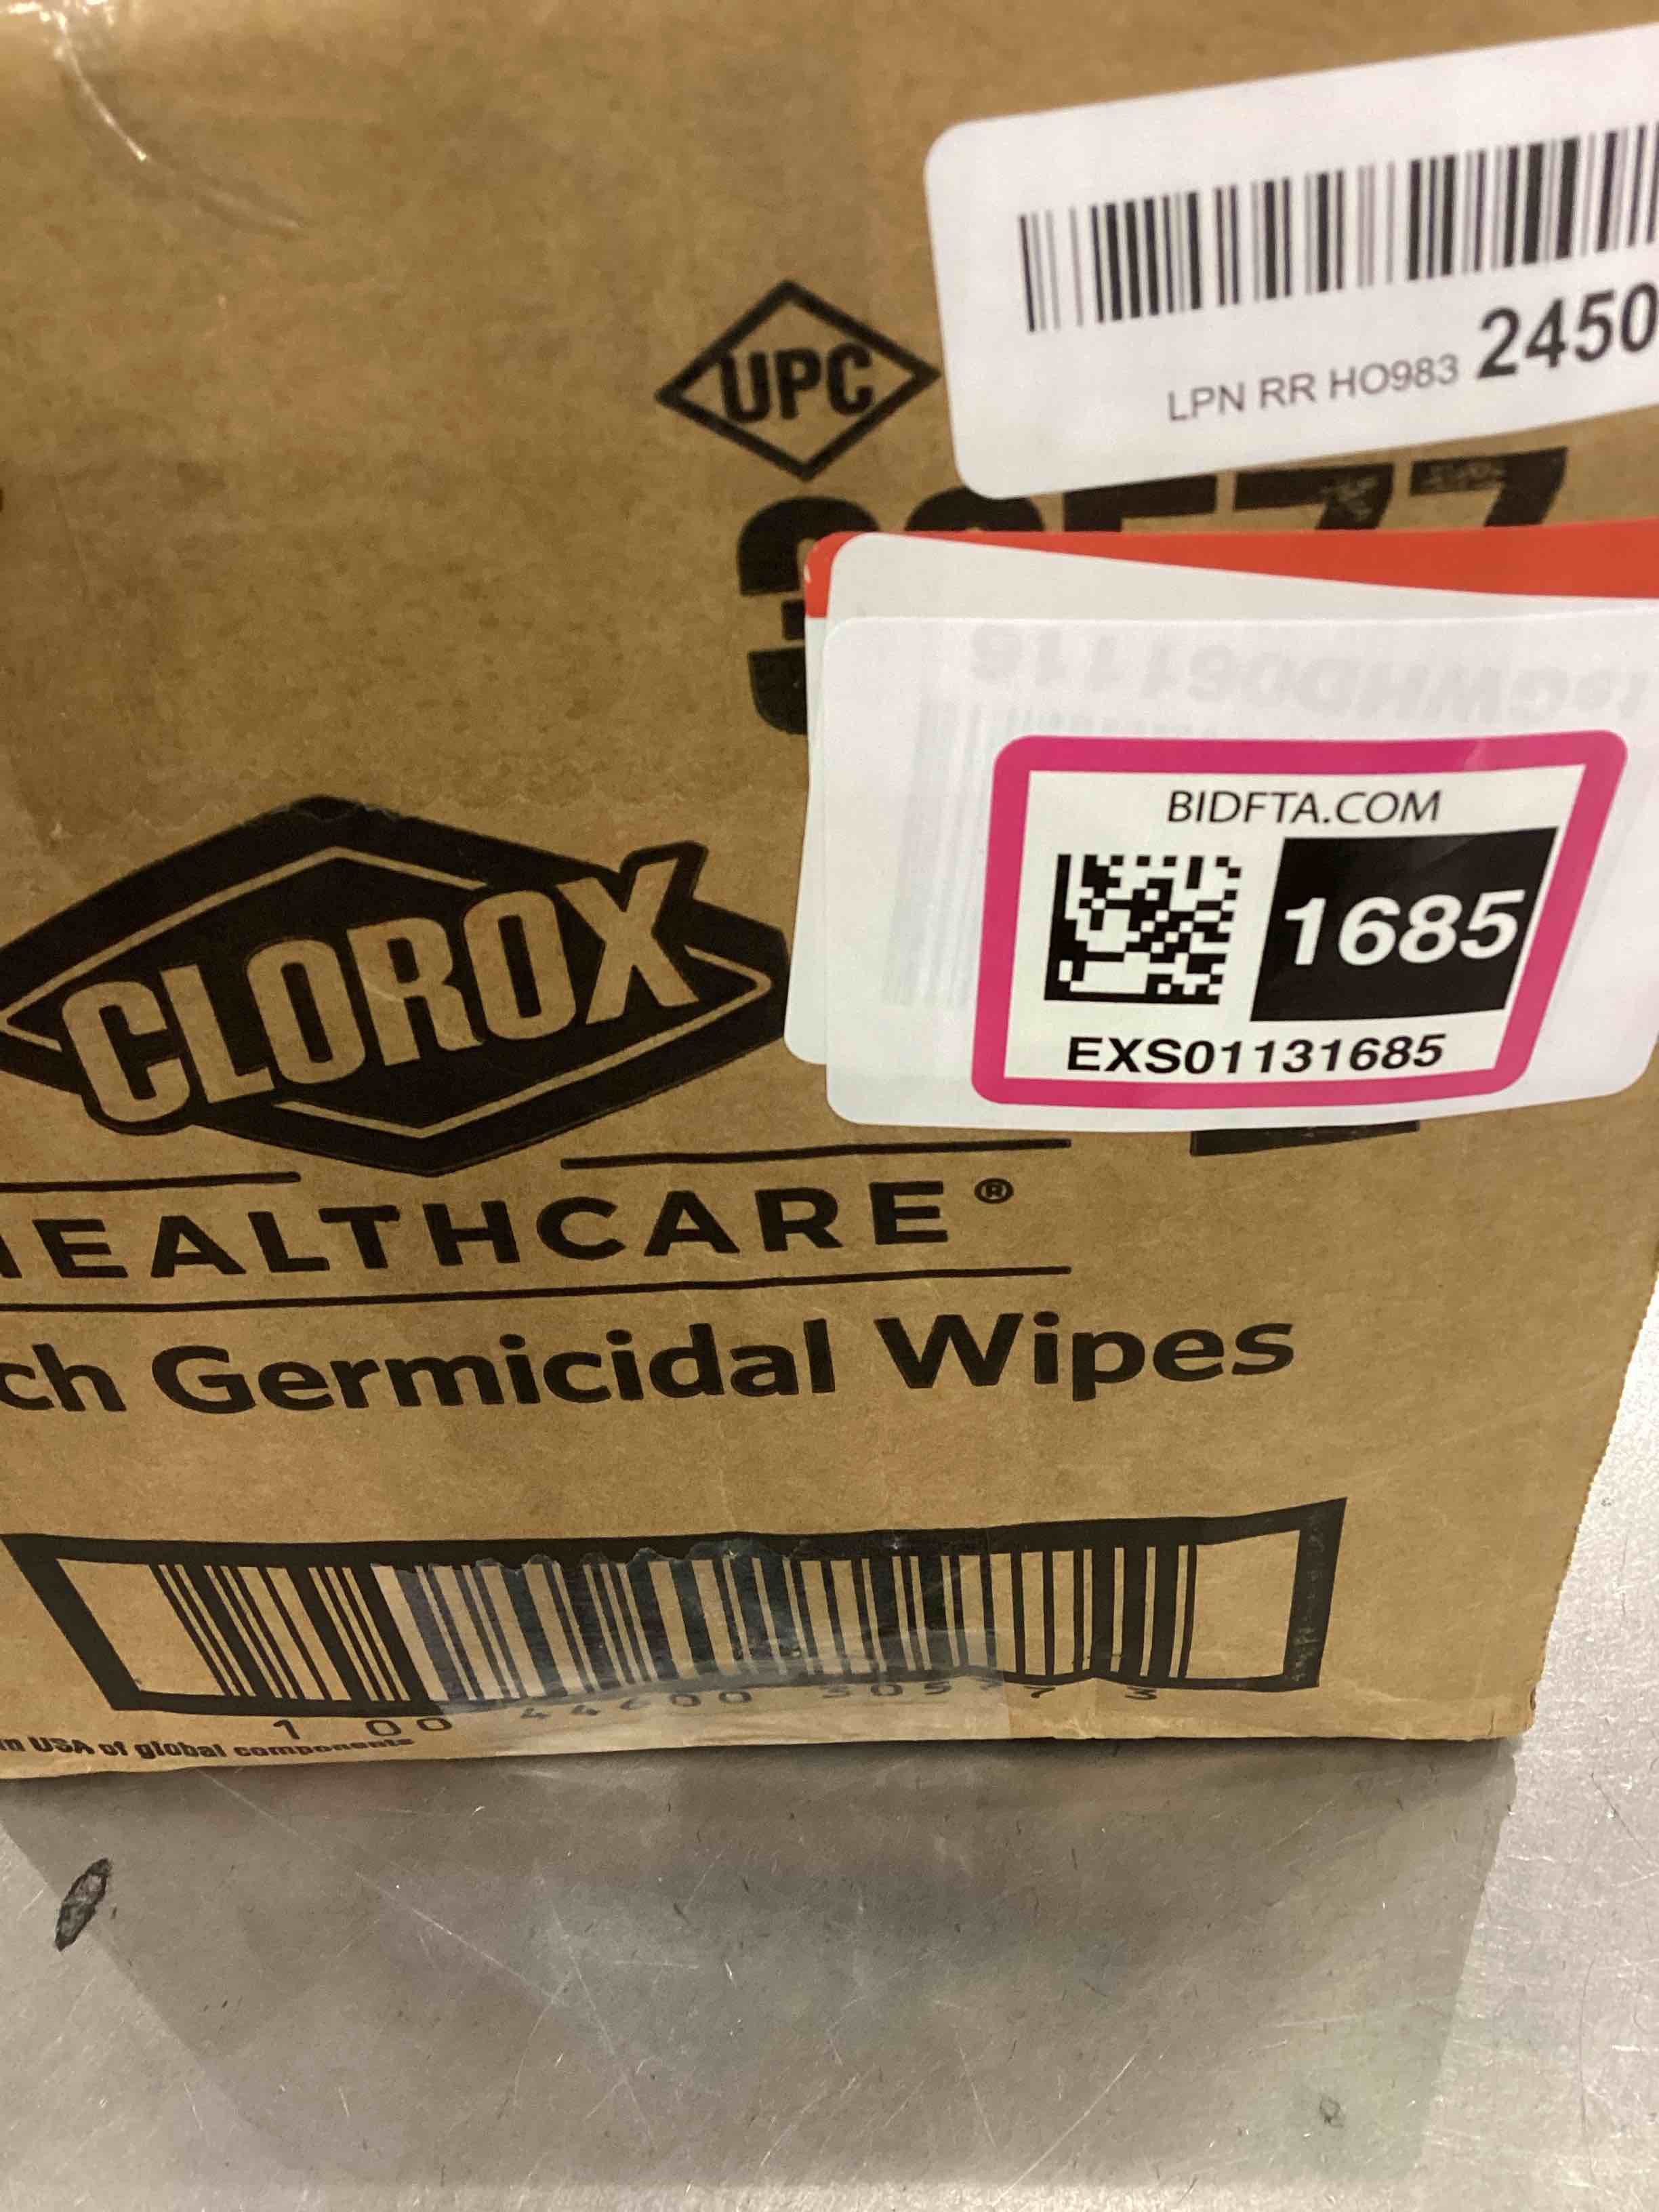 2450
LPN RR HO983
UPC
BIDFTA.COM
1685
EXS01131685
CLOROX
HEALTHCARE®
ch Germicidal Wipes
1 00 44600 30577 3
in USA of global components